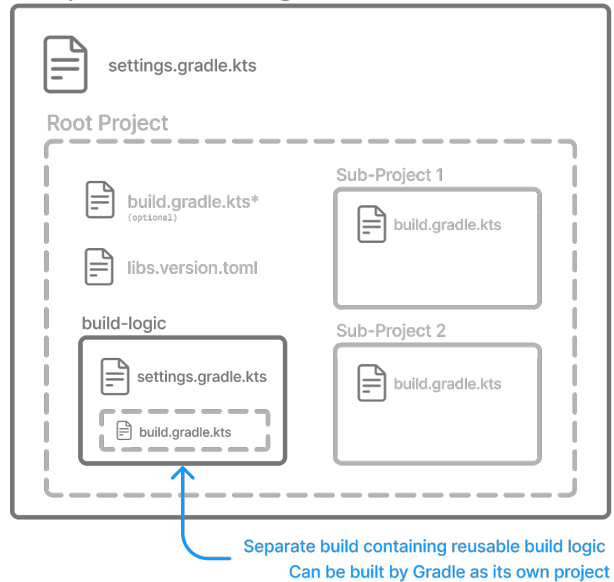 settings.gradle.kts
Root Project
build.gradle.kts*
(optional)
libs.version.toml
build-logic
settings.gradle.kts
build.gradle.kts
Sub-Project 1
build.gradle.kts
Sub-Project 2
build.gradle.kts
Separate build containing reusable build logic
Can be built by Gradle as its own project